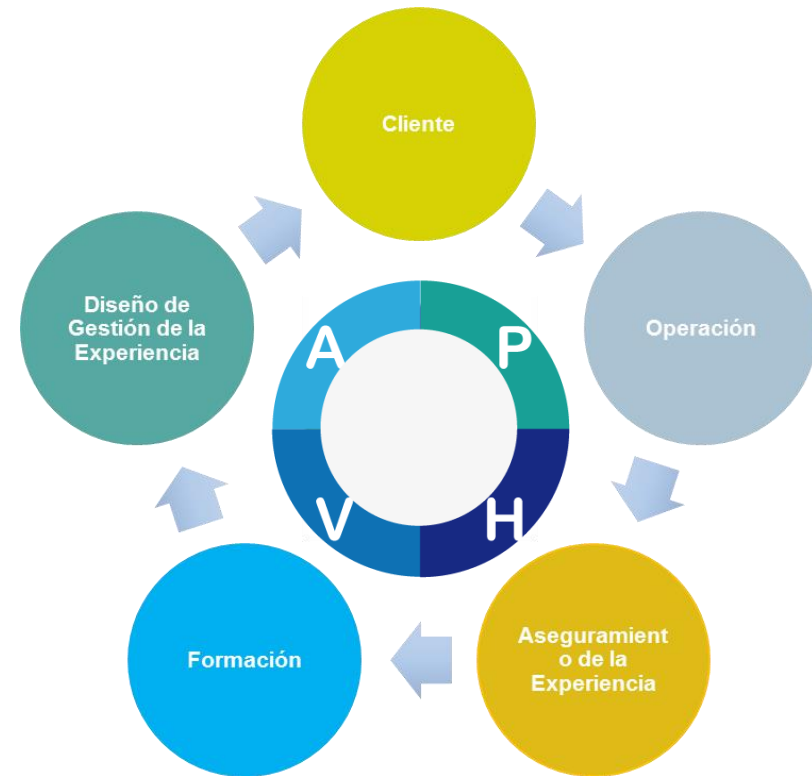 Cliente
Operación
Aseguramient
o de la
Experiencia
Formación
Diseño de
Gestión de la
Experiencia
A
P
V
H